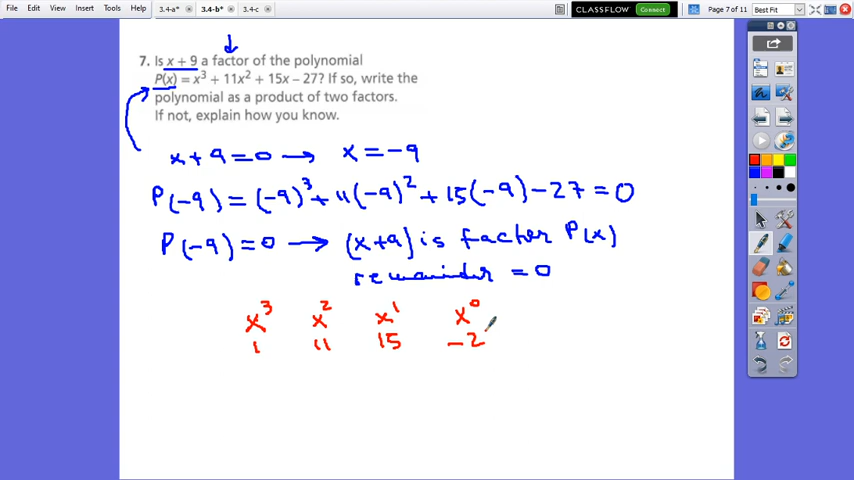 File Edit View Insert Tools Help
3.4-a* 3.4-b* 3.4-c
CLASSFLOW Connect
Page 7 of 11 Best Fit
7. Is x + 9 a factor of the polynomial
P(x) = x³ + 11x² + 15x − 27? If so, write the
polynomial as a product of two factors.
If not, explain how you know.
x + 9 = 0 → x = −9
P(−9) = (−9)³ + 11(−9)² + 15(−9) − 27 = 0
P(−9) = 0 → (x+9) is factor P(x)
remainder = 0
x³ x² x¹ x⁰
1 11 15 −2